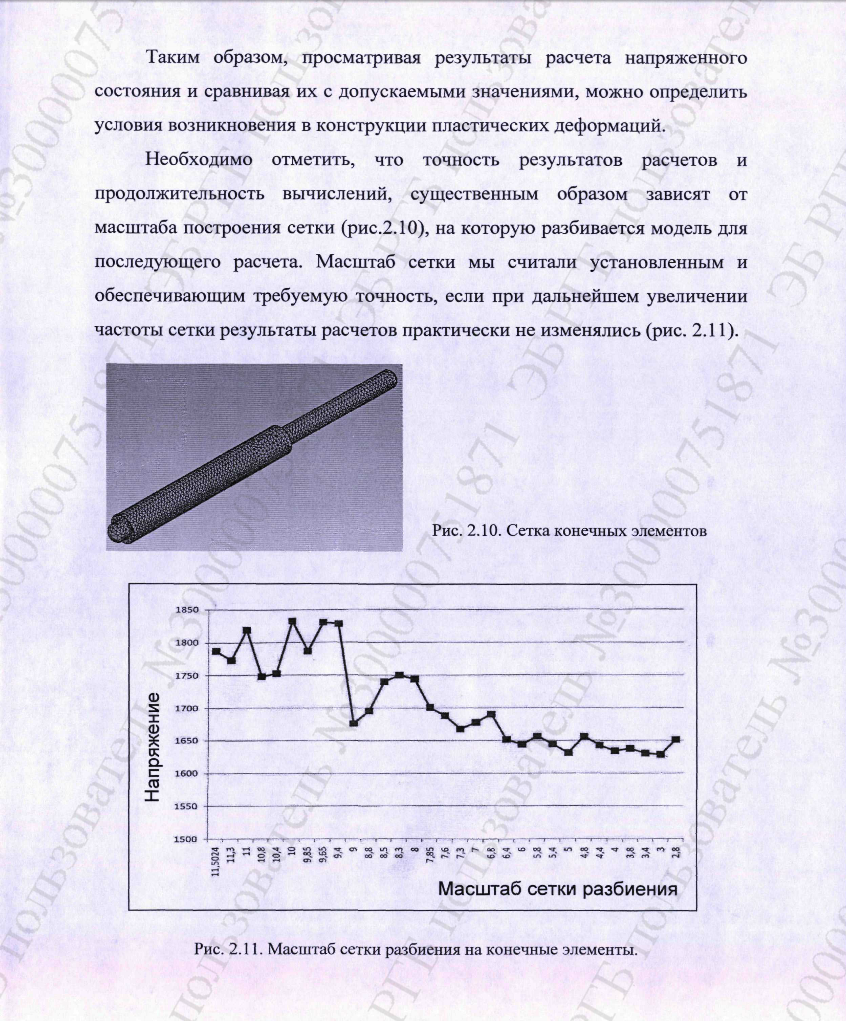 Таким образом, просматривая результаты расчета напряженного
состояния и сравнивая их с допускаемыми значениями, можно определить
условия возникновения в конструкции пластических деформаций.
Необходимо отметить, что точность результатов расчетов и
продолжительность вычислений, существенным образом зависят от
масштаба построения сетки (рис.2.10), на которую разбивается модель для
последующего расчета. Масштаб сетки мы считали установленным и
обеспечивающим требуемую точность, если при дальнейшем увеличении
частоты сетки результаты расчетов практически не изменялись (рис. 2.11).
Рис. 2.10. Сетка конечных элементов
Напряжение
1850
1800
1750
1700
1650
1600
1550
1500
11,5024 11,3 11 10,8 10,4 10 9,85 9,65 9,4 9 8,8 8,5 8,3 8 7,85 7,6 7,3 7 6,8 6,4 6 5,8 5,4 5 4,8 4,4 4 3,8 3,4 3 2,8
Масштаб сетки разбиения
Рис. 2.11. Масштаб сетки разбиения на конечные элементы.
ЭБ РГБ пользователь №3000000751871